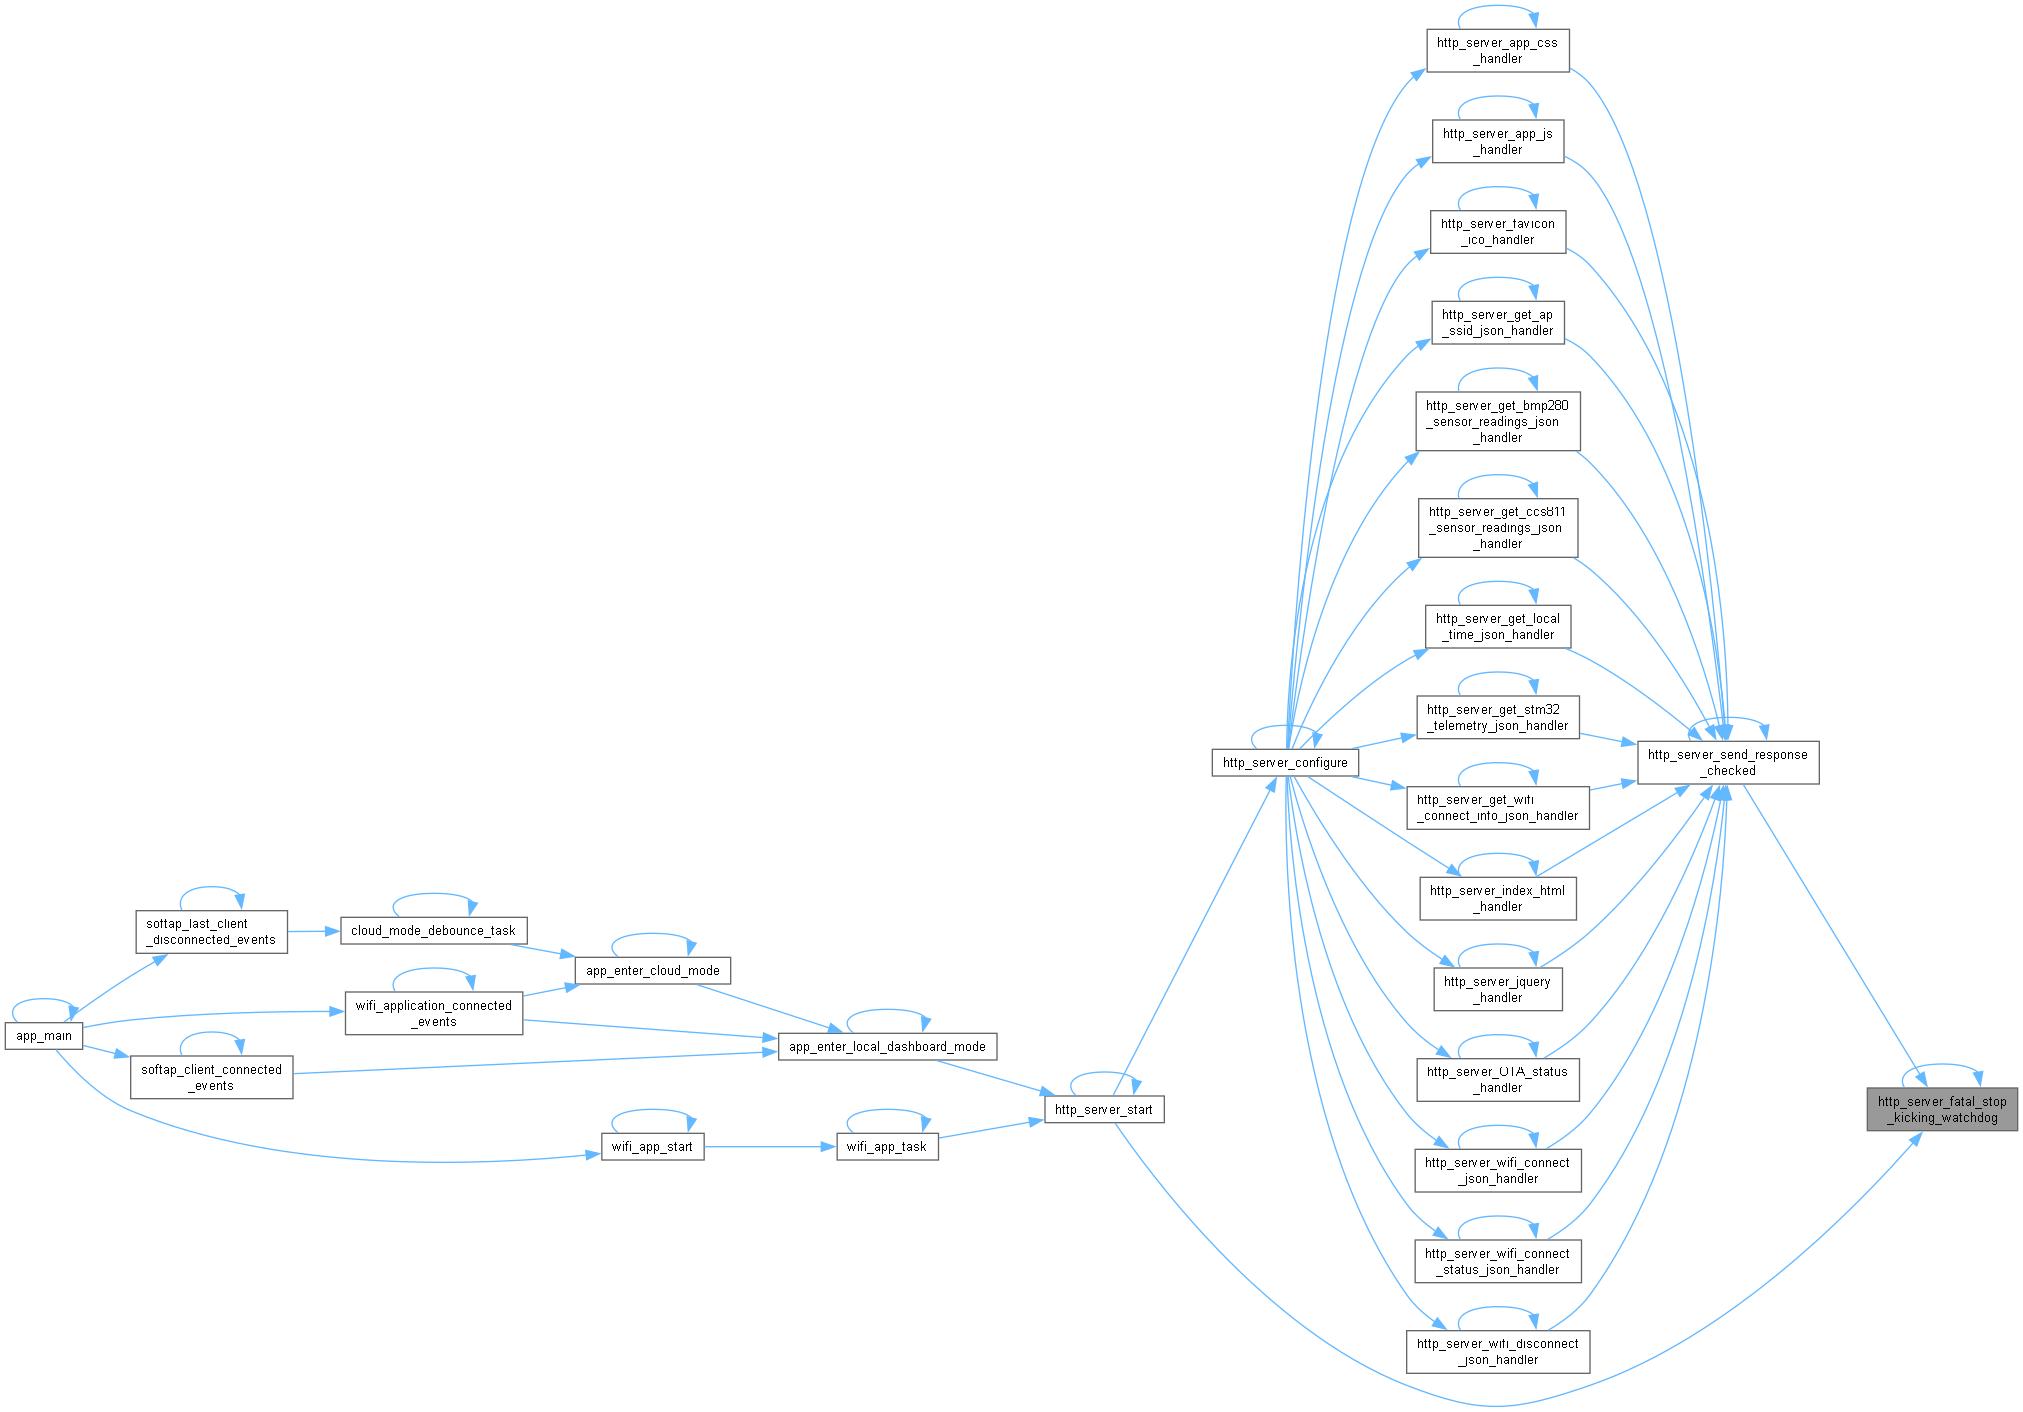 http_server_app_css
_handler
http_server_app_js
_handler
http_server_favicon
_ico_handler
http_server_get_ap
_ssid_json_handler
http_server_get_bmp280
_sensor_readings_json
_handler
http_server_get_ccs811
_sensor_readings_json
_handler
http_server_get_local
_time_json_handler
http_server_get_stm32
_telemetry_json_handler
http_server_configure
http_server_send_response
_checked
http_server_get_wifi
_connect_info_json_handler
http_server_index_html
_handler
softap_last_client
_disconnected_events
cloud_mode_debounce_task
app_enter_cloud_mode
http_server_jquery
_handler
wifi_application_connected
_events
app_main
app_enter_local_dashboard_mode
softap_client_connected
_events
http_server_OTA_status
_handler
http_server_start
http_server_fatal_stop
_kicking_watchdog
wifi_app_start
wifi_app_task
http_server_wifi_connect
_json_handler
http_server_wifi_connect
_status_json_handler
http_server_wifi_disconnect
_json_handler